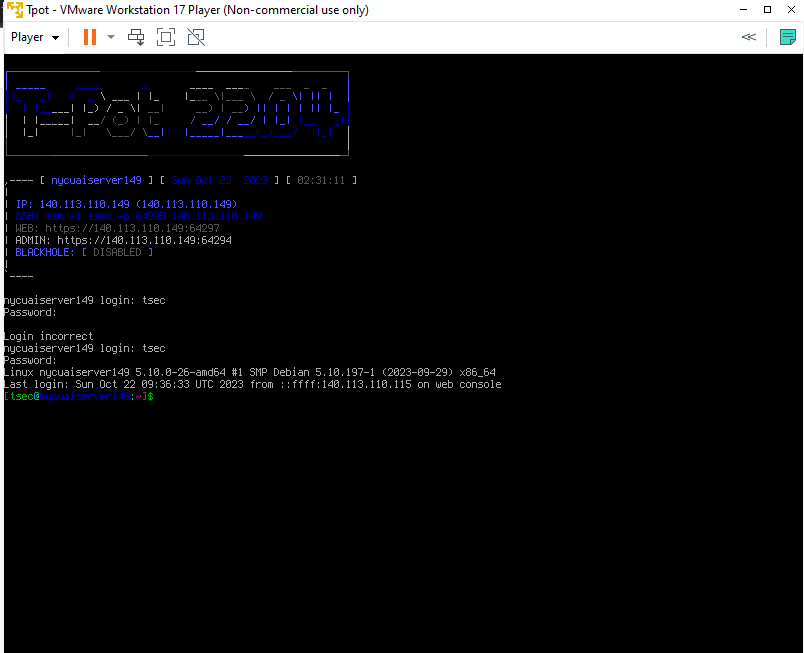 Tpot - VMware Workstation 17 Player (Non-commercial use only)
Player
T-Pot 22.04
,---- [ nycuaiserver149 ] [ Sun Oct 22 2023 ] [ 02:31:11 ]
|
| IP: 140.113.110.149 (140.113.110.149)
| SSH: ssh -l tsec -p 64295 140.113.110.149
| WEB: https://140.113.110.149:64297
| ADMIN: https://140.113.110.149:64294
| BLACKHOLE: [ DISABLED ]
|
`----
nycuaiserver149 login: tsec
Password:
Login incorrect
nycuaiserver149 login: tsec
Password:
Linux nycuaiserver149 5.10.0-26-amd64 #1 SMP Debian 5.10.197-1 (2023-09-29) x86_64
Last login: Sun Oct 22 09:36:33 UTC 2023 from ::ffff:140.113.110.115 on web console
[tsec@nycuaiserver149:~]$